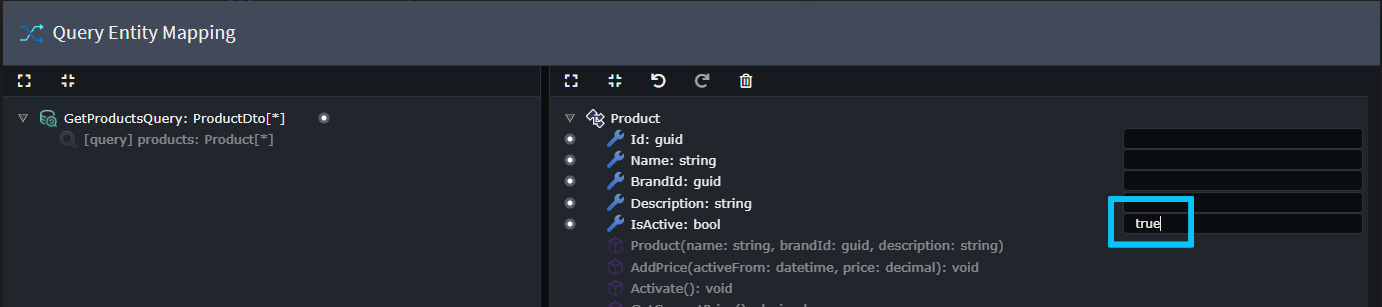 Query Entity Mapping
GetProductsQuery: ProductDto[*]
[query] products: Product[*]
Product
Id: guid
Name: string
BrandId: guid
Description: string
IsActive: bool
true
Product(name: string, brandId: guid, description: string)
AddPrice(activeFrom: datetime, price: decimal): void
Activate(): void